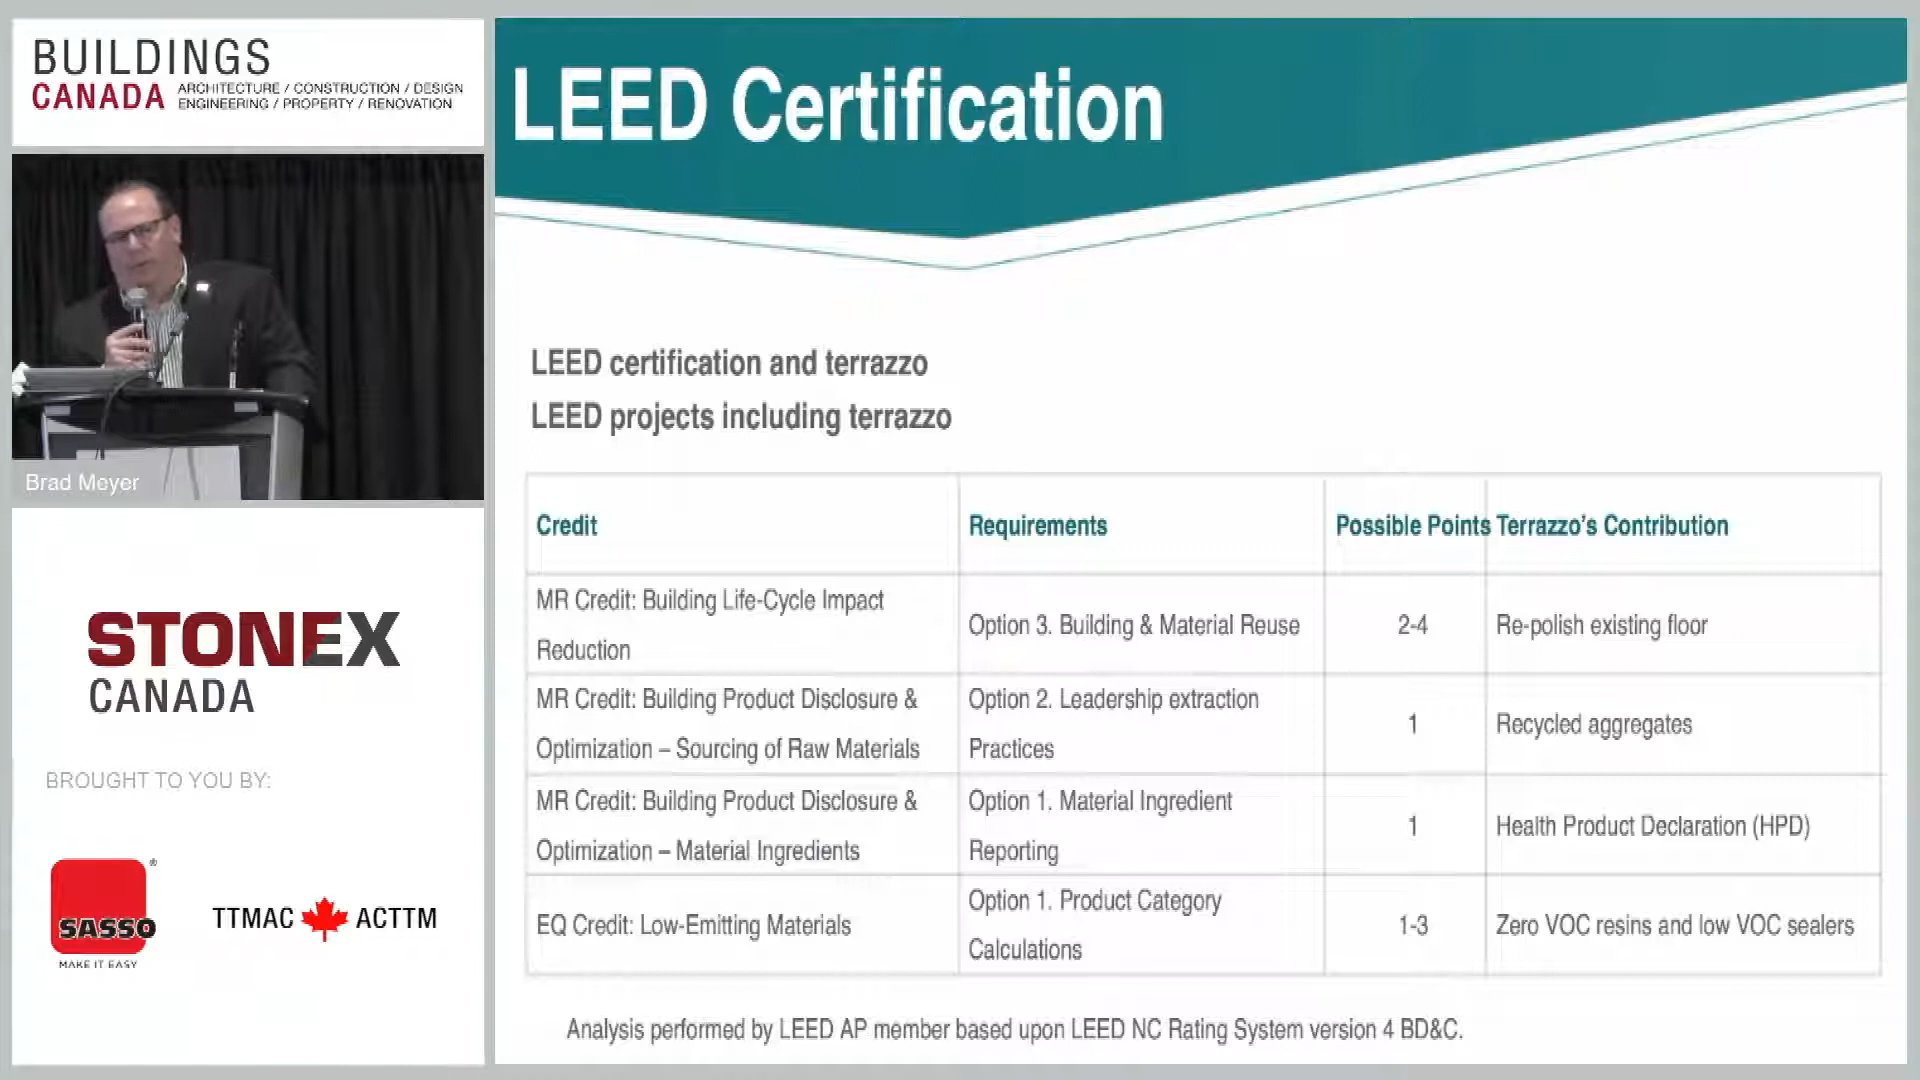 BUILDINGS
CANADA
ARCHITECTURE / CONSTRUCTION / DESIGN
ENGINEERING / PROPERTY / RENOVATION
Brad Meyer
STONEX
CANADA
BROUGHT TO YOU BY:
SASSO
®
MAKE IT EASY
TTMAC ACTTM
LEED Certification
LEED certification and terrazzo
LEED projects including terrazzo
Credit Requirements Possible Points Terrazzo's Contribution
MR Credit: Building Life-Cycle Impact
Reduction
Option 3. Building & Material Reuse
2-4
Re-polish existing floor
MR Credit: Building Product Disclosure &
Optimization – Sourcing of Raw Materials
Option 2. Leadership extraction
Practices
1
Recycled aggregates
MR Credit: Building Product Disclosure &
Optimization – Material Ingredients
Option 1. Material Ingredient
Reporting
1
Health Product Declaration (HPD)
EQ Credit: Low-Emitting Materials
Option 1. Product Category
Calculations
1-3
Zero VOC resins and low VOC sealers
Analysis performed by LEED AP member based upon LEED NC Rating System version 4 BD&C.